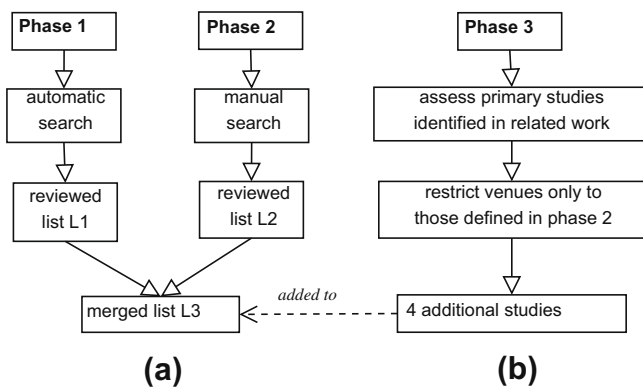 Phase 1
Phase 2
Phase 3
automatic
search
manual
search
assess primary studies
identified in related work
reviewed
list L1
reviewed
list L2
restrict venues only to
those defined in phase 2
merged list L3
added to
4 additional studies
(a)
(b)